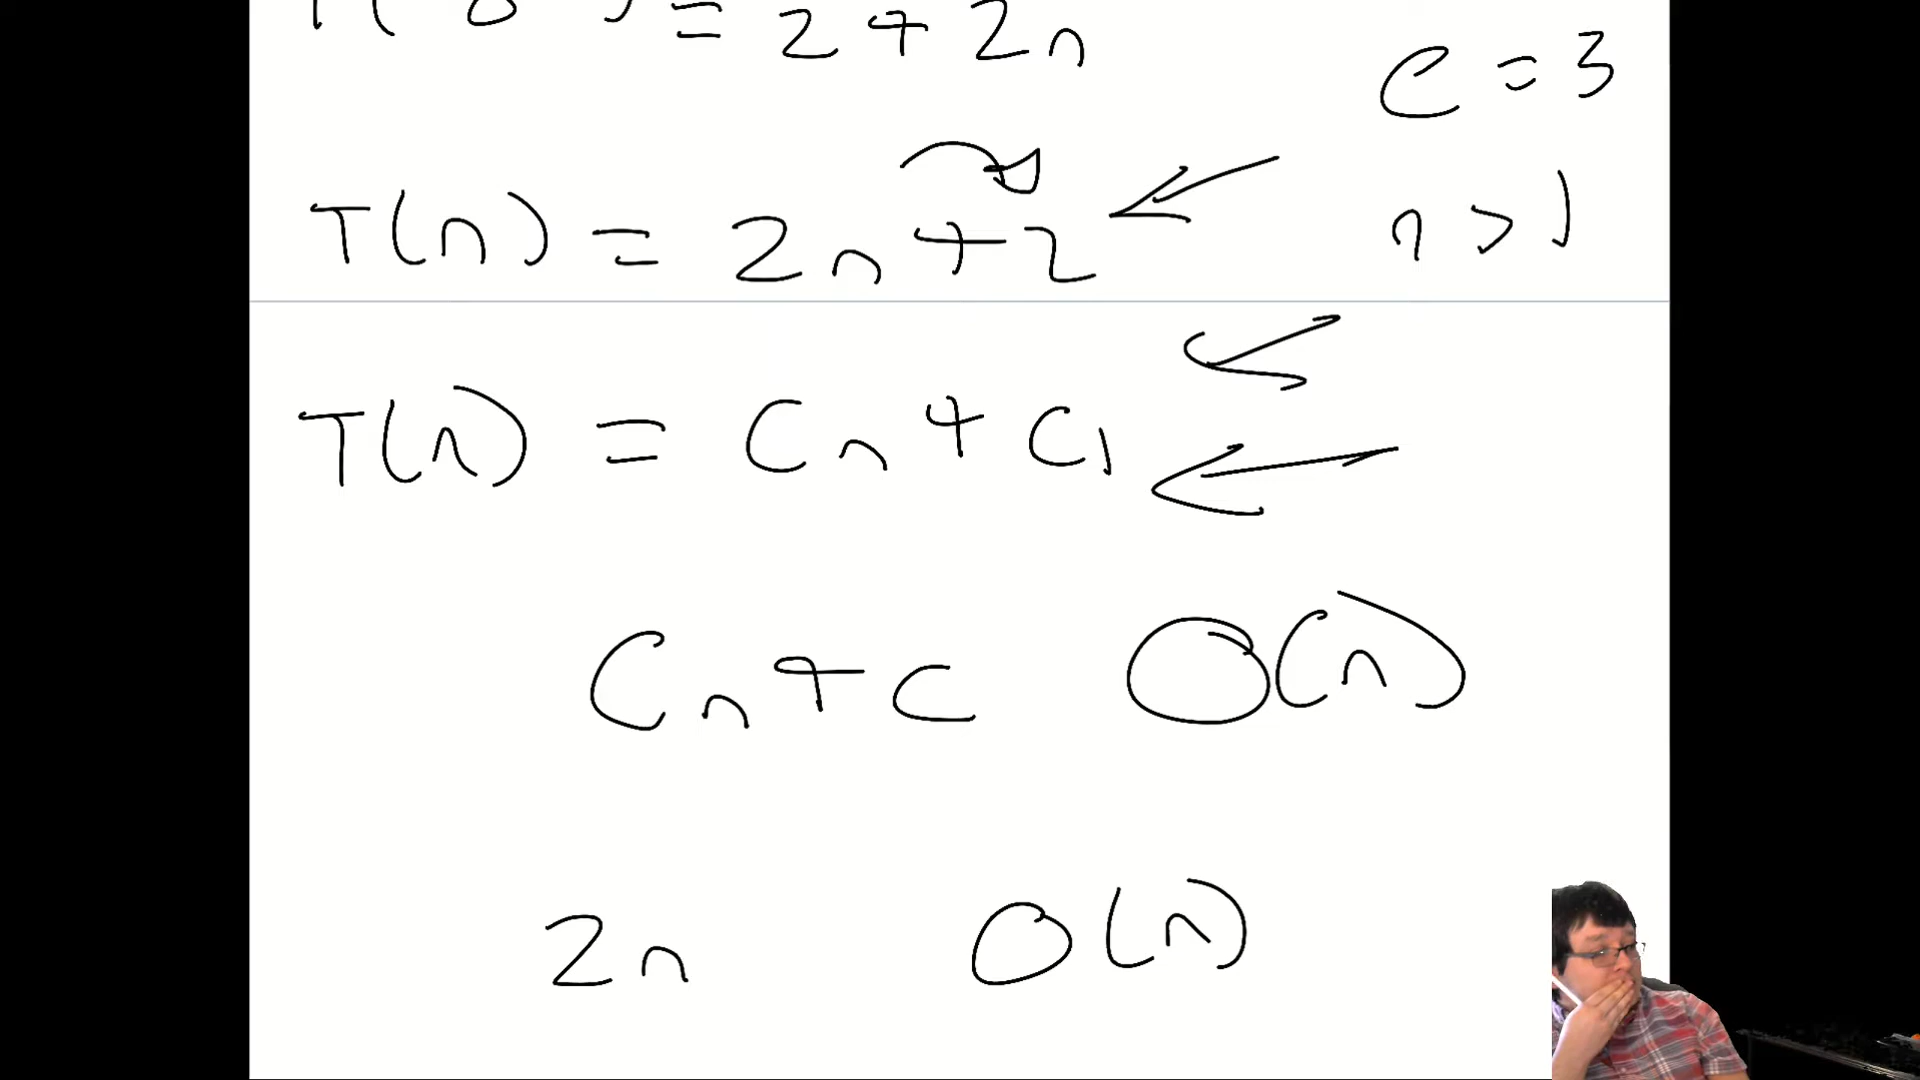 = 2 + 2n
c = 3
T(n) = 2n + 2
n > 1
T(n) = Cn + C1
Cn + C O(n)
2n O(n)